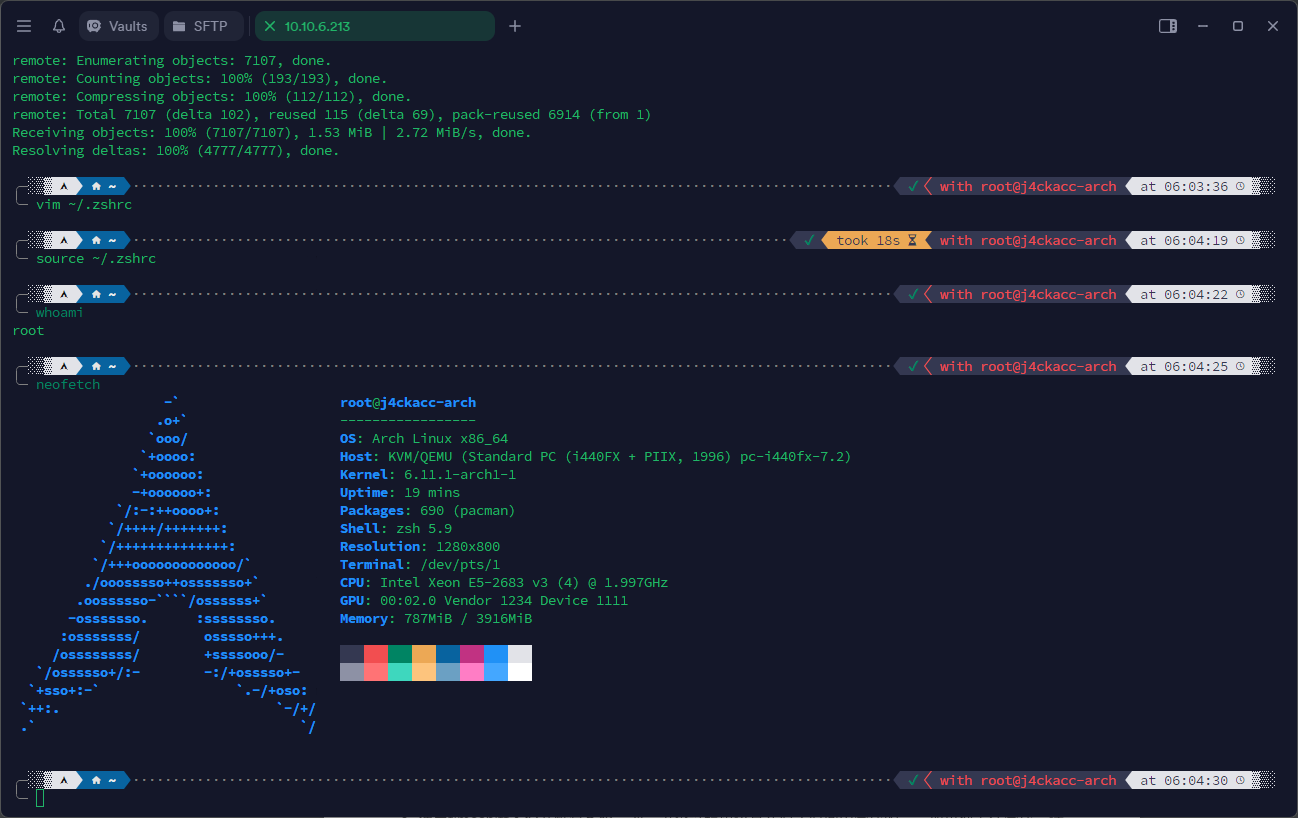 Vaults SFTP 10.10.6.213
remote: Enumerating objects: 7107, done.
remote: Counting objects: 100% (193/193), done.
remote: Compressing objects: 100% (112/112), done.
remote: Total 7107 (delta 102), reused 115 (delta 69), pack-reused 6914 (from 1)
Receiving objects: 100% (7107/7107), 1.53 MiB | 2.72 MiB/s, done.
Resolving deltas: 100% (4777/4777), done.
~ ✓ with root@j4ckacc-arch at 06:03:36
vim ~/.zshrc
~ ✓ took 18s with root@j4ckacc-arch at 06:04:19
source ~/.zshrc
~ ✓ with root@j4ckacc-arch at 06:04:22
whoami
root
~ ✓ with root@j4ckacc-arch at 06:04:25
neofetch
-` root@j4ckacc-arch
.o+` -----------------
`ooo/ OS: Arch Linux x86_64
`+oooo: Host: KVM/QEMU (Standard PC (i440FX + PIIX, 1996) pc-i440fx-7.2)
`+oooooo: Kernel: 6.11.1-arch1-1
-+oooooo+: Uptime: 19 mins
`/:-:++oooo+: Packages: 690 (pacman)
`/++++/+++++++: Shell: zsh 5.9
`/++++++++++++++: Resolution: 1280x800
`/+++ooooooooooooo/` Terminal: /dev/pts/1
./ooosssso++osssssso+` CPU: Intel Xeon E5-2683 v3 (4) @ 1.997GHz
.oossssso-````/ossssss+` GPU: 00:02.0 Vendor 1234 Device 1111
-osssssso. :ssssssso. Memory: 787MiB / 3916MiB
:osssssss/ osssso+++.
/ossssssss/ +ssssooo/-
`/ossssso+/:- -:/+osssso+-
`+sso+:-` `.-/+oso:
`++:. `-/+/
.` `/
~ ✓ with root@j4ckacc-arch at 06:04:30